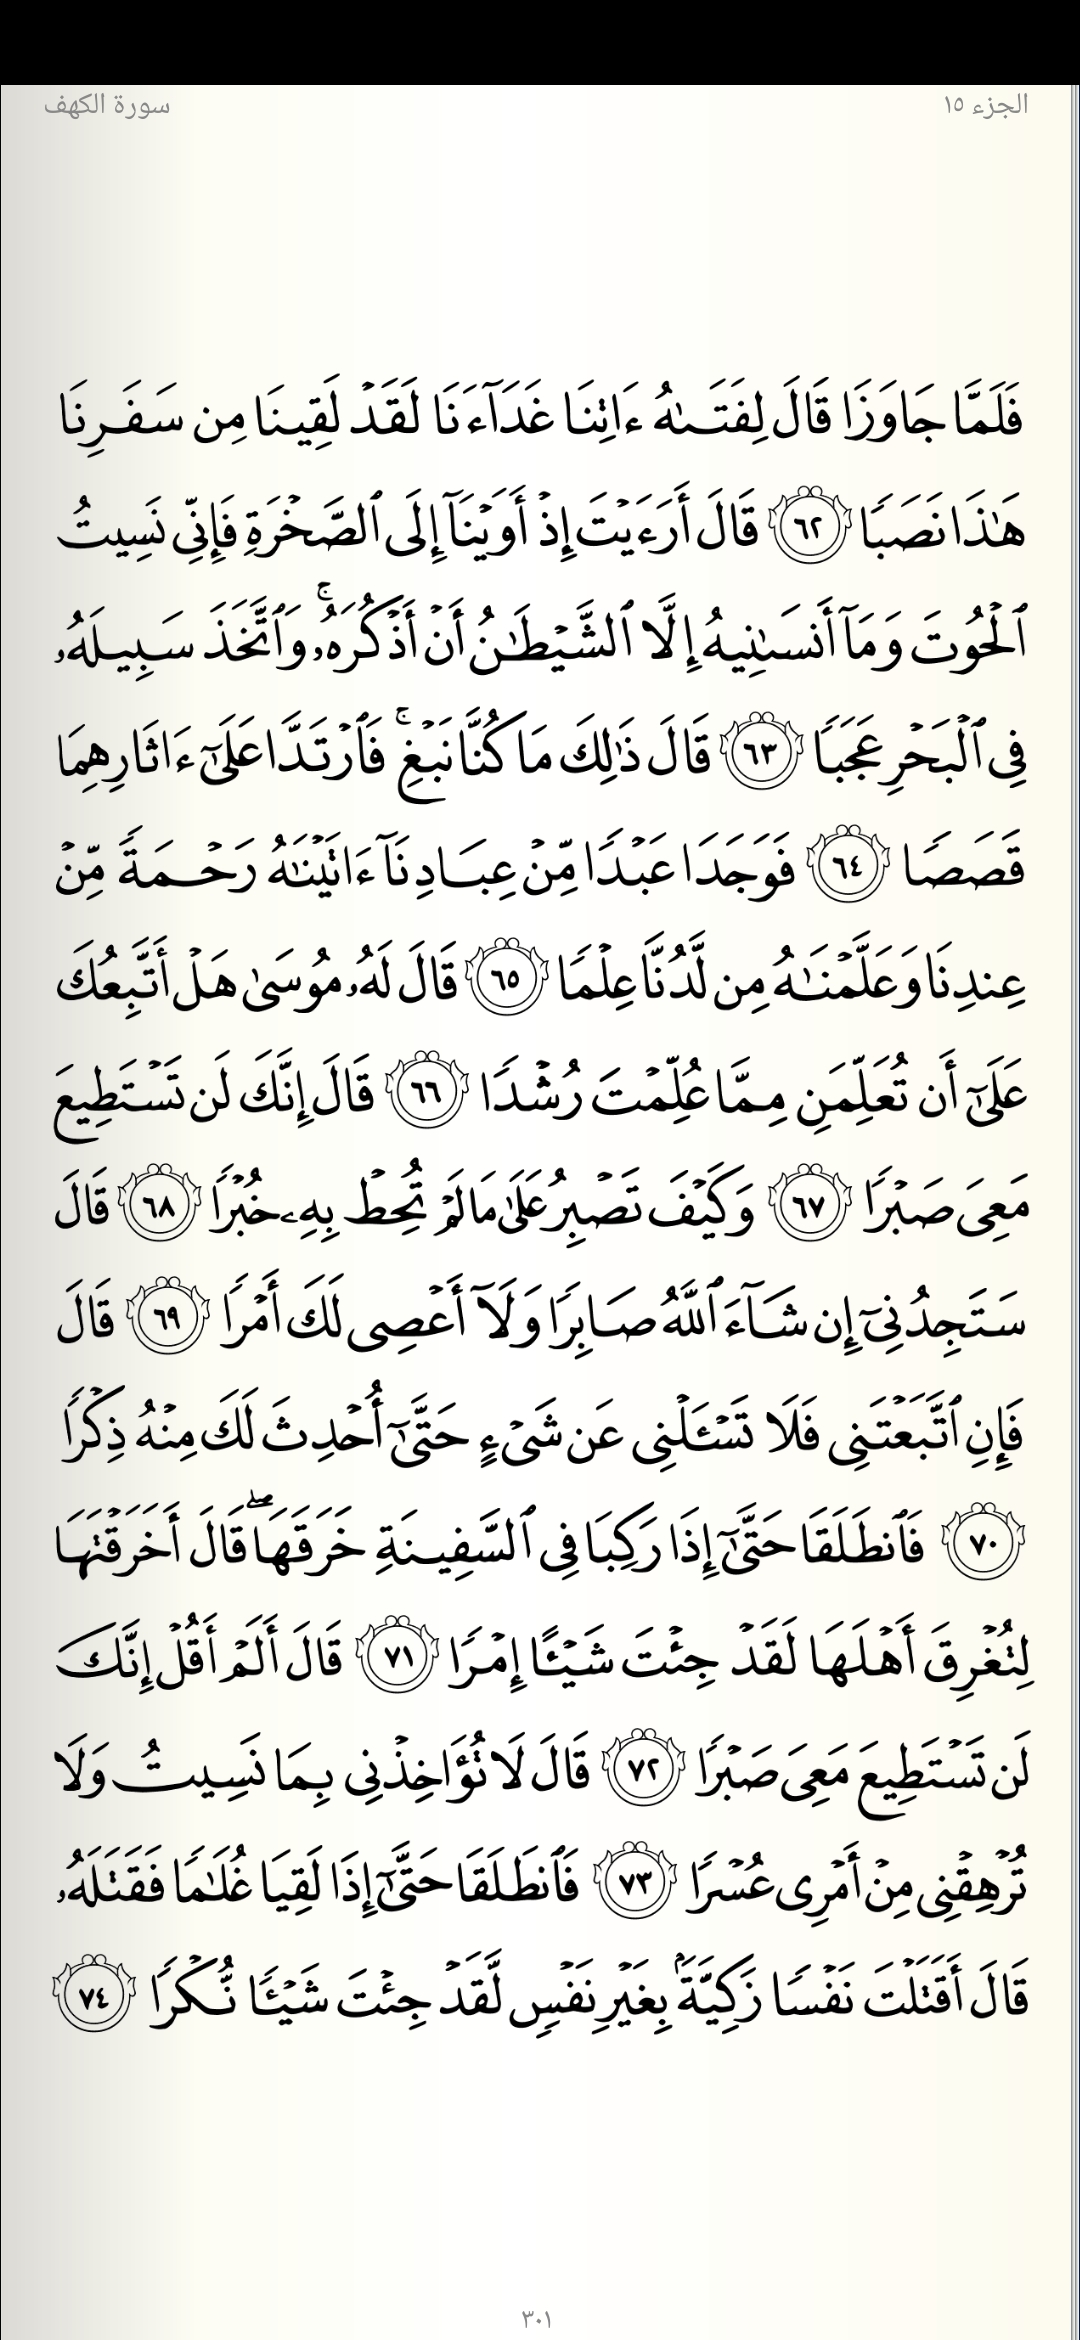 الجزء ١٥
سورة الكهف
فَلَمَّا جَاوَزَا قَالَ لِفَتَىٰهُ ءَاتِنَا غَدَآءَنَا لَقَدْ لَقِينَا مِن سَفَرِنَا
هَٰذَا نَصَبًا ٦٢ قَالَ أَرَءَيْتَ إِذْ أَوَيْنَآ إِلَى ٱلصَّخْرَةِ فَإِنِّى نَسِيتُ
ٱلْحُوتَ وَمَآ أَنسَىٰنِيهُ إِلَّا ٱلشَّيْطَٰنُ أَنْ أَذْكُرَهُۥ ۚ وَٱتَّخَذَ سَبِيلَهُۥ
فِى ٱلْبَحْرِ عَجَبًا ٦٣ قَالَ ذَٰلِكَ مَا كُنَّا نَبْغِ ۚ فَٱرْتَدَّا عَلَىٰٓ ءَاثَارِهِمَا
قَصَصًا ٦٤ فَوَجَدَا عَبْدًا مِّنْ عِبَادِنَآ ءَاتَيْنَٰهُ رَحْمَةً مِّنْ
عِندِنَا وَعَلَّمْنَٰهُ مِن لَّدُنَّا عِلْمًا ٦٥ قَالَ لَهُۥ مُوسَىٰ هَلْ أَتَّبِعُكَ
عَلَىٰٓ أَن تُعَلِّمَنِ مِمَّا عُلِّمْتَ رُشْدًا ٦٦ قَالَ إِنَّكَ لَن تَسْتَطِيعَ
مَعِىَ صَبْرًا ٦٧ وَكَيْفَ تَصْبِرُ عَلَىٰ مَا لَمْ تُحِطْ بِهِۦ خُبْرًا ٦٨ قَالَ
سَتَجِدُنِىٓ إِن شَآءَ ٱللَّهُ صَابِرًا وَلَآ أَعْصِى لَكَ أَمْرًا ٦٩ قَالَ
فَإِنِ ٱتَّبَعْتَنِى فَلَا تَسْـَٔلْنِى عَن شَىْءٍ حَتَّىٰٓ أُحْدِثَ لَكَ مِنْهُ ذِكْرًا
٧٠ فَٱنطَلَقَا حَتَّىٰٓ إِذَا رَكِبَا فِى ٱلسَّفِينَةِ خَرَقَهَا ۖ قَالَ أَخَرَقْتَهَا
لِتُغْرِقَ أَهْلَهَا لَقَدْ جِئْتَ شَيْـًٔا إِمْرًا ٧١ قَالَ أَلَمْ أَقُلْ إِنَّكَ
لَن تَسْتَطِيعَ مَعِىَ صَبْرًا ٧٢ قَالَ لَا تُؤَاخِذْنِى بِمَا نَسِيتُ وَلَا
تُرْهِقْنِى مِنْ أَمْرِى عُسْرًا ٧٣ فَٱنطَلَقَا حَتَّىٰٓ إِذَا لَقِيَا غُلَٰمًا فَقَتَلَهُۥ
قَالَ أَقَتَلْتَ نَفْسًا زَكِيَّةًۢ بِغَيْرِ نَفْسٍ لَّقَدْ جِئْتَ شَيْـًٔا نُّكْرًا ٧٤
٣٠١